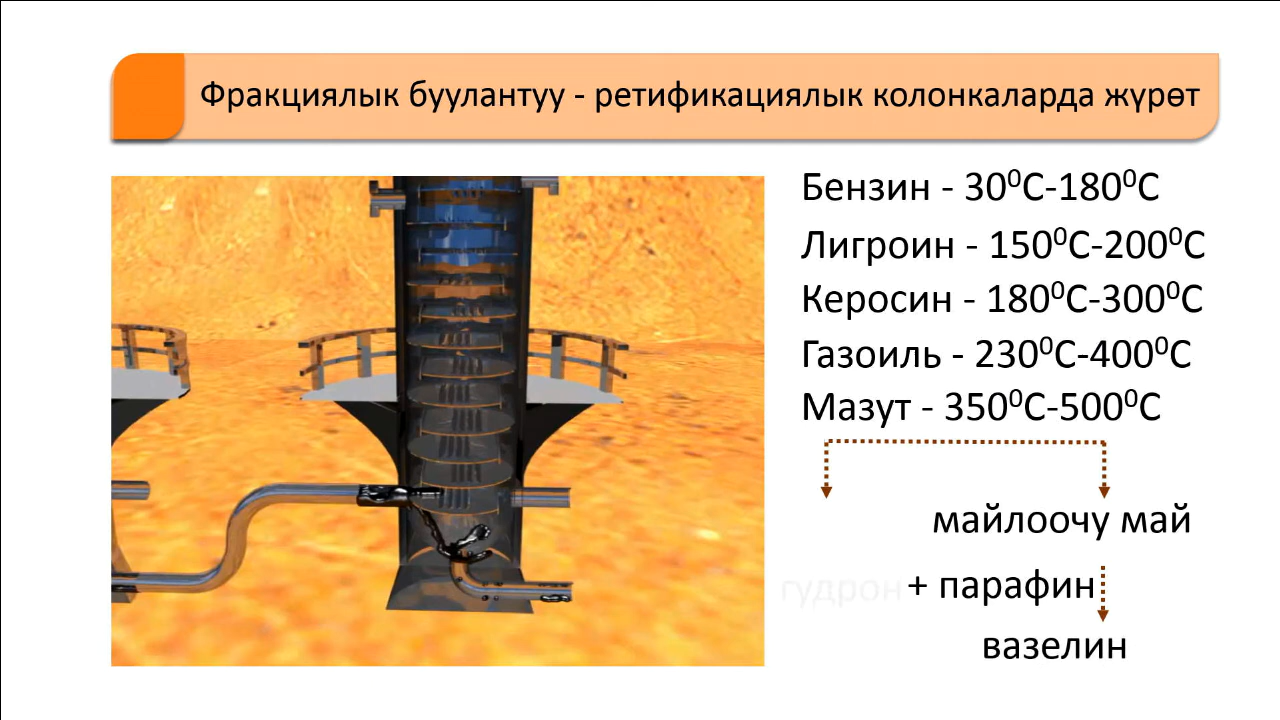 Фракциялык буулантуу - ретификациялык колонкаларда жүрөт
Бензин - 30⁰С-180⁰С
Лигроин - 150⁰С-200⁰С
Керосин - 180⁰С-300⁰С
Газоиль - 230⁰С-400⁰С
Мазут - 350⁰С-500⁰С
майлоочу май
гудрон + парафин
вазелин